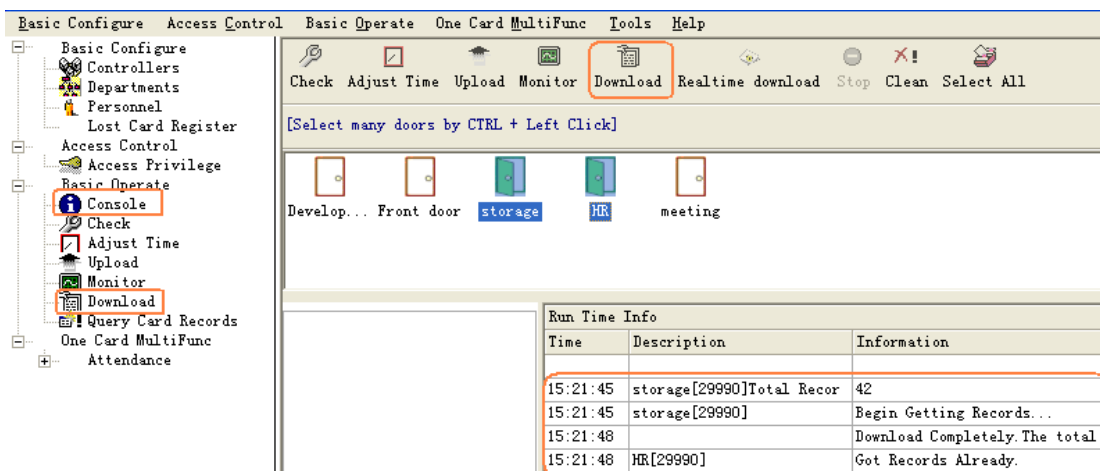 Basic Configure Access Control Basic Operate One Card MultiFunc Tools Help
Basic Configure
Controllers
Departments
Personnel
Lost Card Register
Access Control
Access Privilege
Basic Operate
Console
Check
Adjust Time
Upload
Monitor
Download
Query Card Records
One Card MultiFunc
Attendance
Check Adjust Time Upload Monitor Download Realtime download Stop Clean Select All
[Select many doors by CTRL + Left Click]
Develop... Front door storage HR meeting
Run Time Info
Time Description Information
15:21:45 storage[29990]Total Recor 42
15:21:45 storage[29990] Begin Getting Records...
15:21:48 Download Completely.The total
15:21:48 HR[29990] Got Records Already.